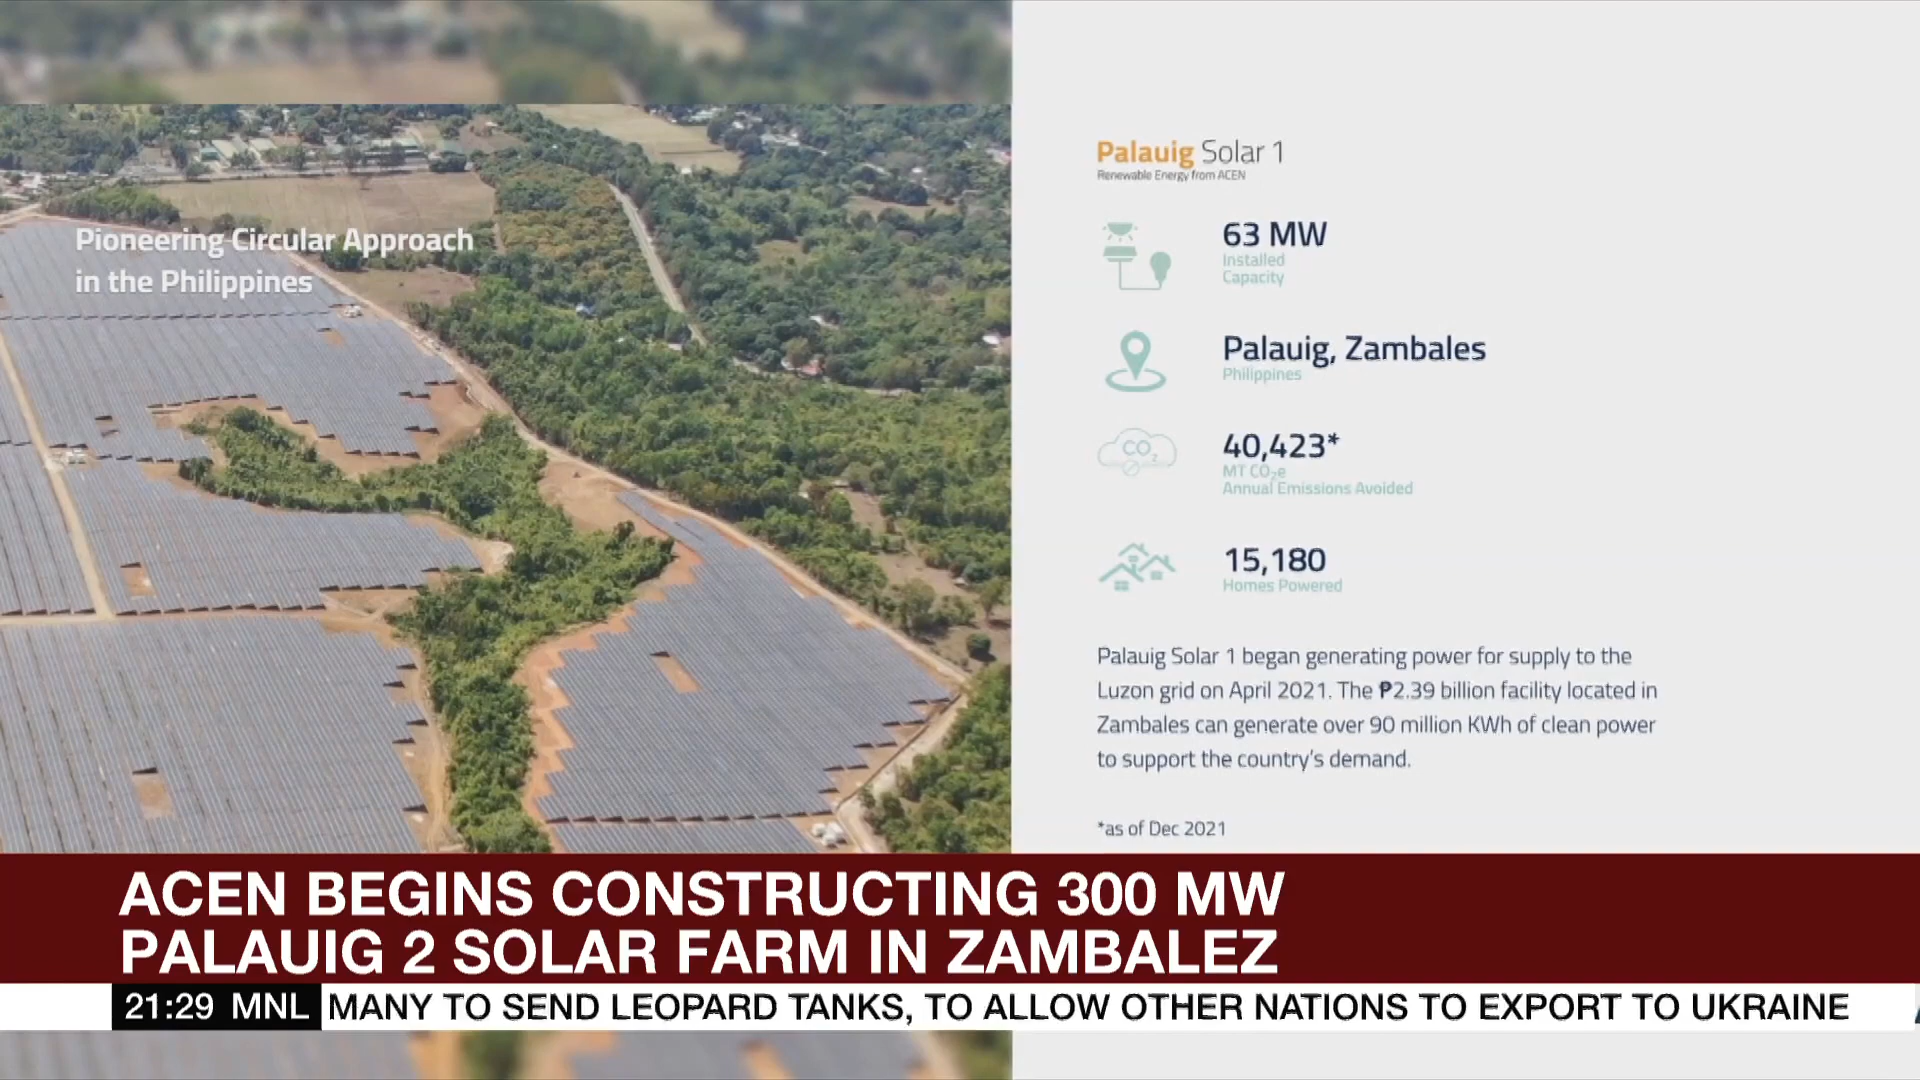 Pioneering Circular Approach
in the Philippines
Palauig Solar 1
Renewable Energy from ACEN
63 MW
Installed
Capacity
Palauig, Zambales
Philippines
CO2
40,423*
MT CO2e
Annual Emissions Avoided
15,180
Homes Powered
Palauig Solar 1 began generating power for supply to the
Luzon grid on April 2021. The ₱2.39 billion facility located in
Zambales can generate over 90 million KWh of clean power
to support the country's demand.
*as of Dec 2021
ACEN BEGINS CONSTRUCTING 300 MW
PALAUIG 2 SOLAR FARM IN ZAMBALEZ
21:29 MNL MANY TO SEND LEOPARD TANKS, TO ALLOW OTHER NATIONS TO EXPORT TO UKRAINE